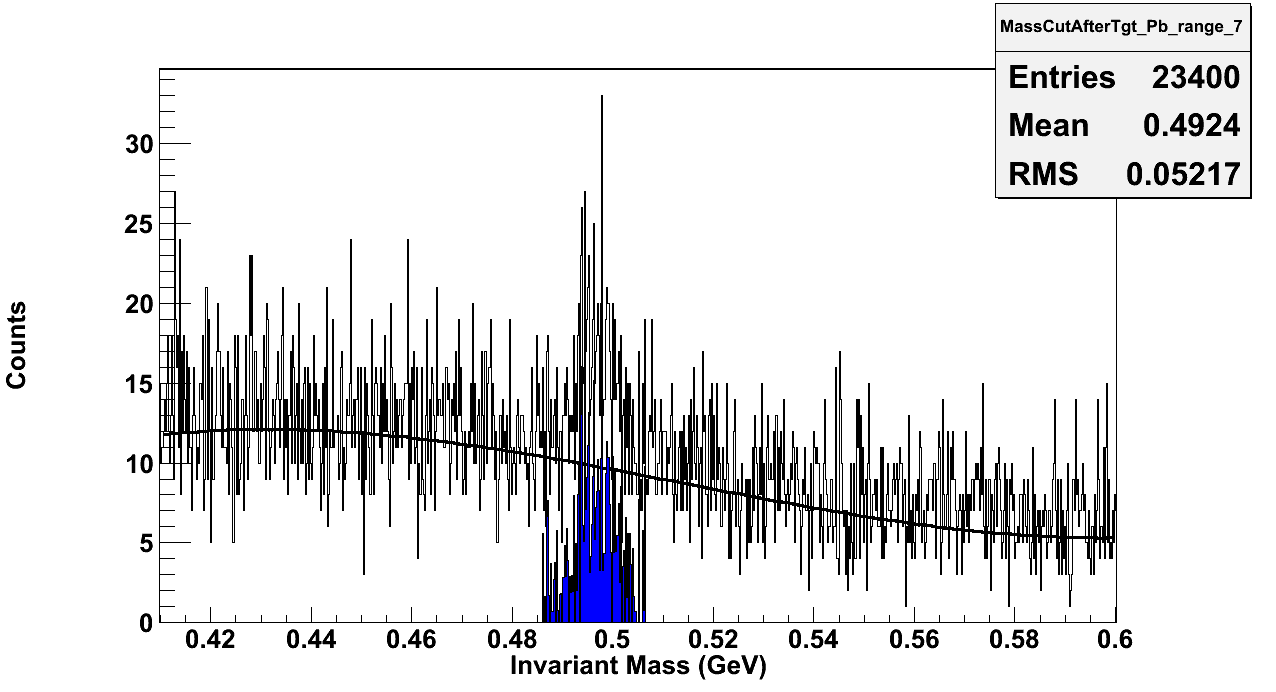 MassCutAfterTgt_Pb_range_7
Entries 23400
Mean 0.4924
RMS 0.05217
Counts
30
25
20
15
10
5
0
0.42 0.44 0.46 0.48 0.5 0.52 0.54 0.56 0.58 0.6
Invariant Mass (GeV)